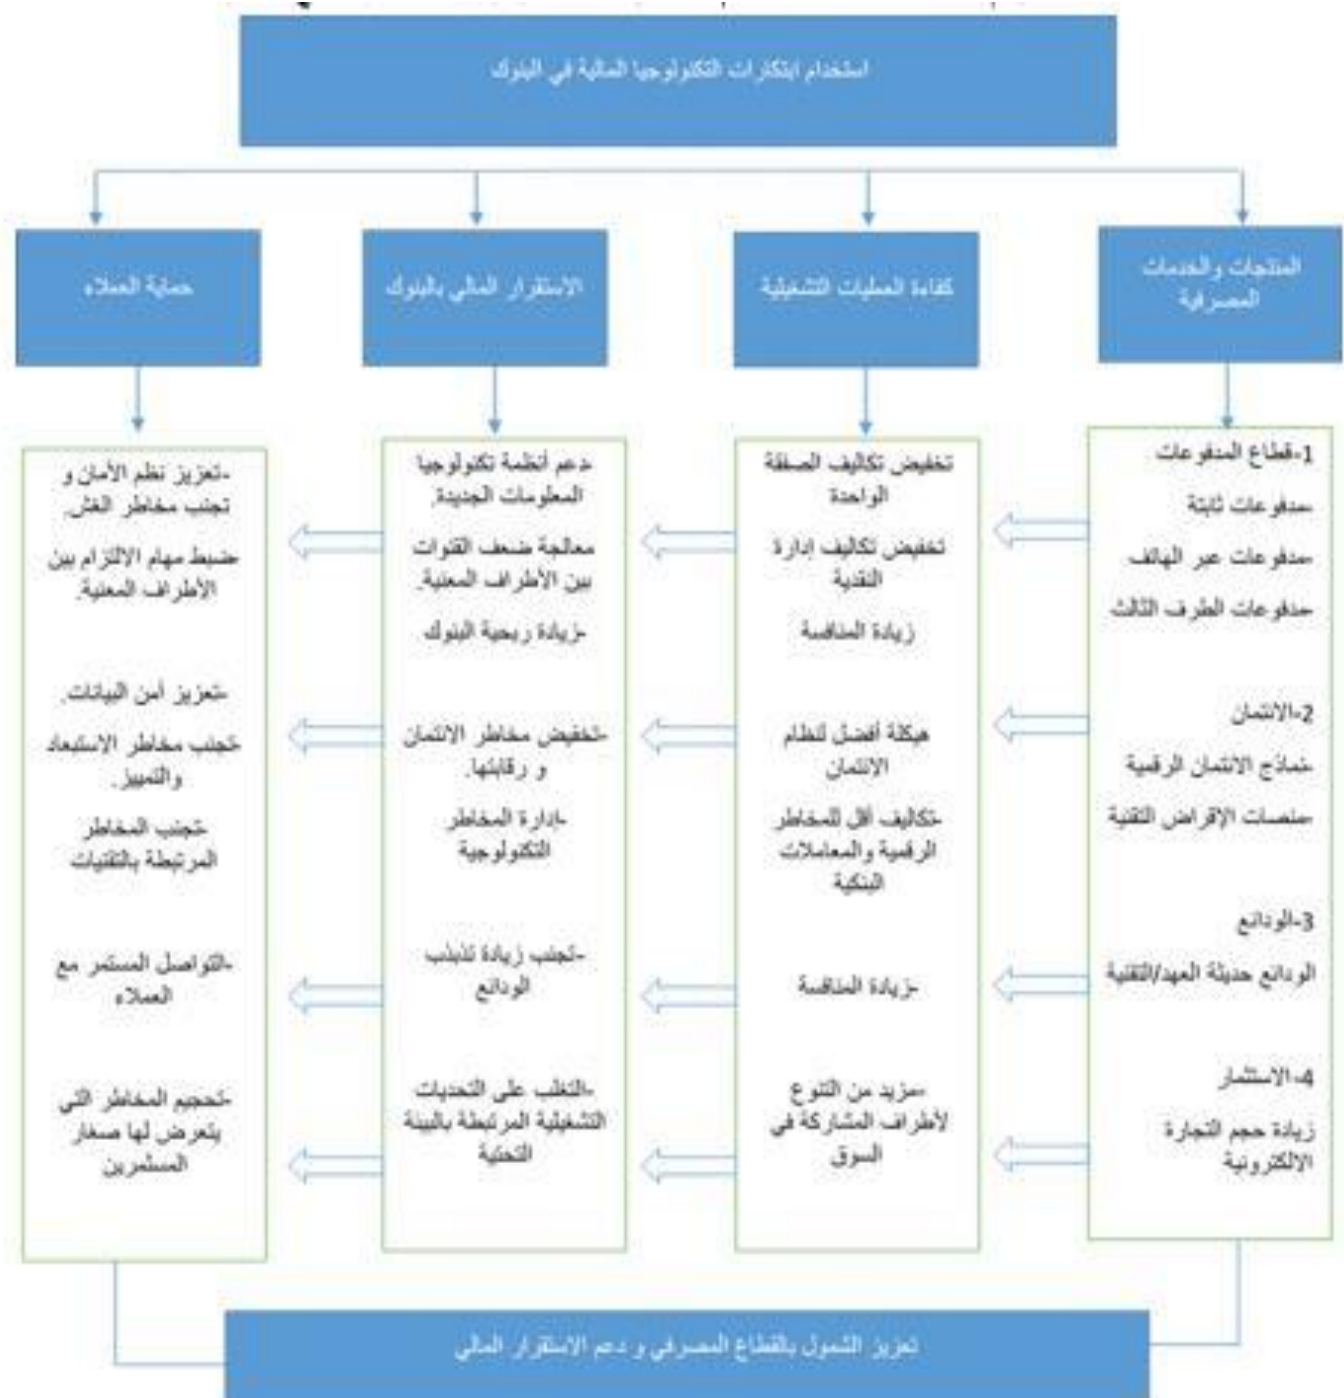 استخدام ابتكارات التكنولوجيا المالية في البنوك
المنتجات والخدمات
المصرفية
كفاءة العمليات التشغيلية
الاستقرار المالي بالبنوك
حماية العملاء
1-قطاع المدفوعات
-مدفوعات ثابتة
-مدفوعات عبر الهاتف
-مدفوعات الطرف الثالث
2-الائتمان
-نماذج الائتمان الرقمية
-منصات الإقراض التقنية
3-الودائع
الودائع حديثة العهد/التقنية
4-الاستثمار
زيادة حجم التجارة
الالكترونية
تخفيض تكاليف الصفقة
الواحدة
تخفيض تكاليف إدارة
النقدية
زيادة المنافسة
هيكلة أفضل لنظام
الائتمان
-تكاليف أقل للمخاطر
الرقمية والمعاملات
البنكية
-زيادة المنافسة
-مزيد من التنوع
لأطراف المشاركة في
السوق
-دعم أنظمة تكنولوجيا
المعلومات الجديدة.
معالجة ضعف القنوات
بين الأطراف المعنية.
-زيادة ربحية البنوك
-تخفيض مخاطر الائتمان
و رقابتها.
-إدارة المخاطر
التكنولوجية
-تجنب زيادة تذبذب
الودائع
-التغلب على التحديات
التشغيلية المرتبطة بالبيئة
التحتية
-تعزيز نظم الأمان و
تجنب مخاطر الغش.
-ضبط مهام الالتزام بين
الأطراف المعنية.
-تعزيز أمن البيانات.
-تجنب مخاطر الاستبعاد
والتمييز.
-تجنب المخاطر
المرتبطة بالتقنيات
-التواصل المستمر مع
العملاء
-تحجيم المخاطر التي
يتعرض لها صغار
المستمرين
تعزيز الشمول بالقطاع المصرفي و دعم الاستقرار المالي